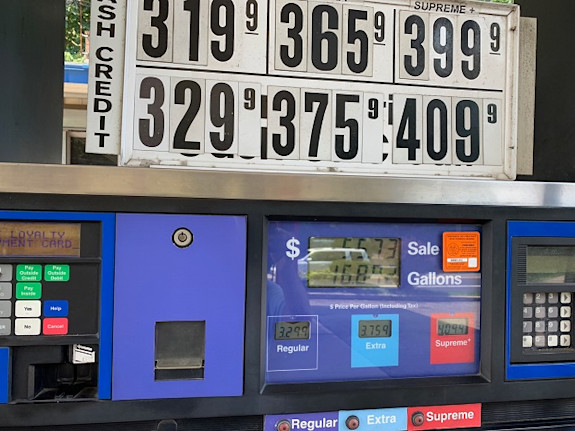 SUPREME +
CASH
319 9 365 9 399 9
CREDIT
329 9 375 9 409 9
LOYALTY
PAYMENT CARD
Pay Outside Credit
Pay Outside Debit
Pay Inside
Yes
Help
No
Cancel
$ Sale
Gallons
$ Price Per Gallon (Including Tax)
3.299 3.759 4.099
Regular Extra Supreme+
Regular Extra Supreme